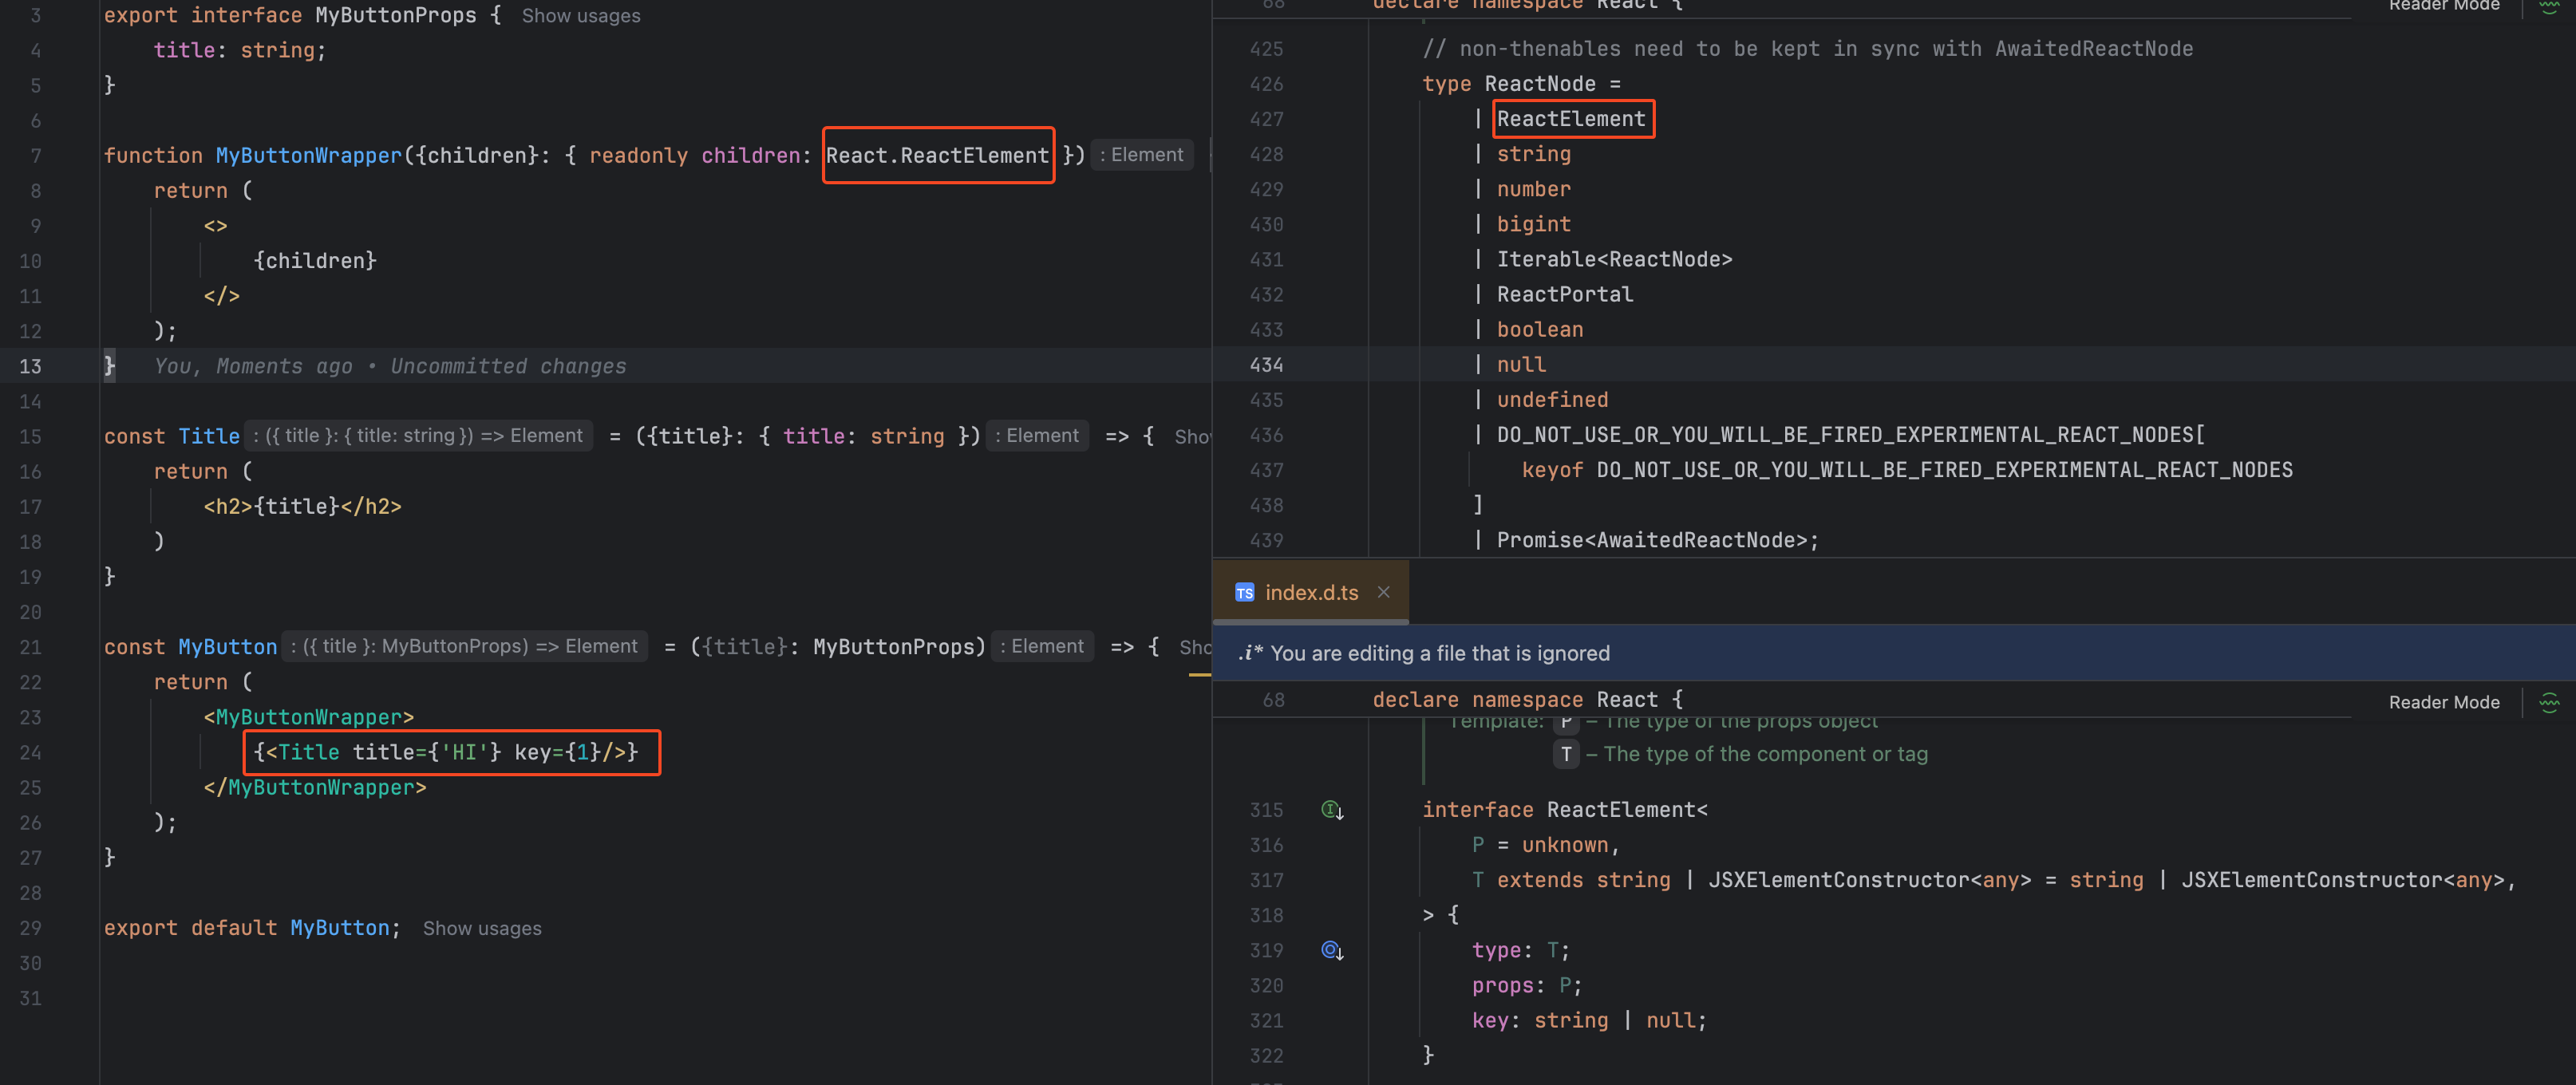 3 export interface MyButtonProps { Show usages
4 title: string;
5 }
6
7 function MyButtonWrapper({children}: { readonly children: React.ReactElement }) : Element
8 return (
9 <>
10 {children}
11 </>
12 );
13 } You, Moments ago • Uncommitted changes
14
15 const Title : ({ title }: { title: string }) => Element = ({title}: { title: string }) : Element => { Sho
16 return (
17 <h2>{title}</h2>
18 )
19 }
20
21 const MyButton : ({ title }: MyButtonProps) => Element = ({title}: MyButtonProps) : Element => { Sho
22 return (
23 <MyButtonWrapper>
24 {<Title title={'HI'} key={1}/>}
25 </MyButtonWrapper>
26 );
27 }
28
29 export default MyButton; Show usages
30
31
68 declare namespace React { Reader Mode
425 // non-thenables need to be kept in sync with AwaitedReactNode
426 type ReactNode =
427 | ReactElement
428 | string
429 | number
430 | bigint
431 | Iterable<ReactNode>
432 | ReactPortal
433 | boolean
434 | null
435 | undefined
436 | DO_NOT_USE_OR_YOU_WILL_BE_FIRED_EXPERIMENTAL_REACT_NODES[
437 keyof DO_NOT_USE_OR_YOU_WILL_BE_FIRED_EXPERIMENTAL_REACT_NODES
438 ]
439 | Promise<AwaitedReactNode>;
TS index.d.ts ×
.i* You are editing a file that is ignored
68 declare namespace React { Reader Mode
Template: P – The type of the props object
T – The type of the component or tag
315 interface ReactElement<
316 P = unknown,
317 T extends string | JSXElementConstructor<any> = string | JSXElementConstructor<any>,
318 > {
319 type: T;
320 props: P;
321 key: string | null;
322 }